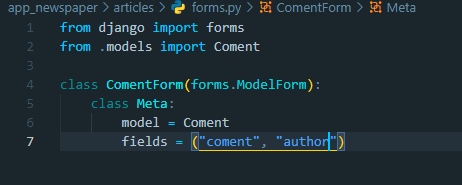 app_newspaper > articles > forms.py > ComentForm > Meta
1 from django import forms
2 from .models import Coment
3
4 class ComentForm(forms.ModelForm):
5     class Meta:
6         model = Coment
7         fields = ("coment", "author")